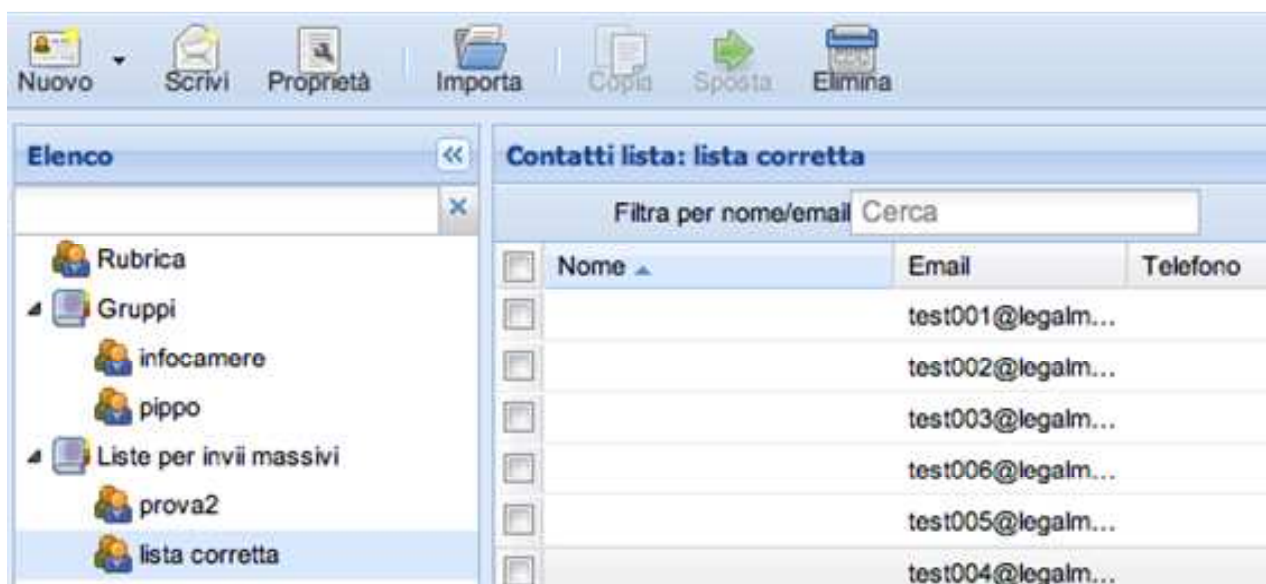 Nuovo Scrivi Proprietà Importa Copia Sposta Elimina
Elenco
Rubrica
Gruppi
infocamere
pippo
Liste per invii massivi
prova2
lista corretta
Contatti lista: lista corretta
Filtra per nome/email Cerca
Nome Email Telefono
test001@legalm...
test002@legalm...
test003@legalm...
test006@legalm...
test005@legalm...
test004@legalm...